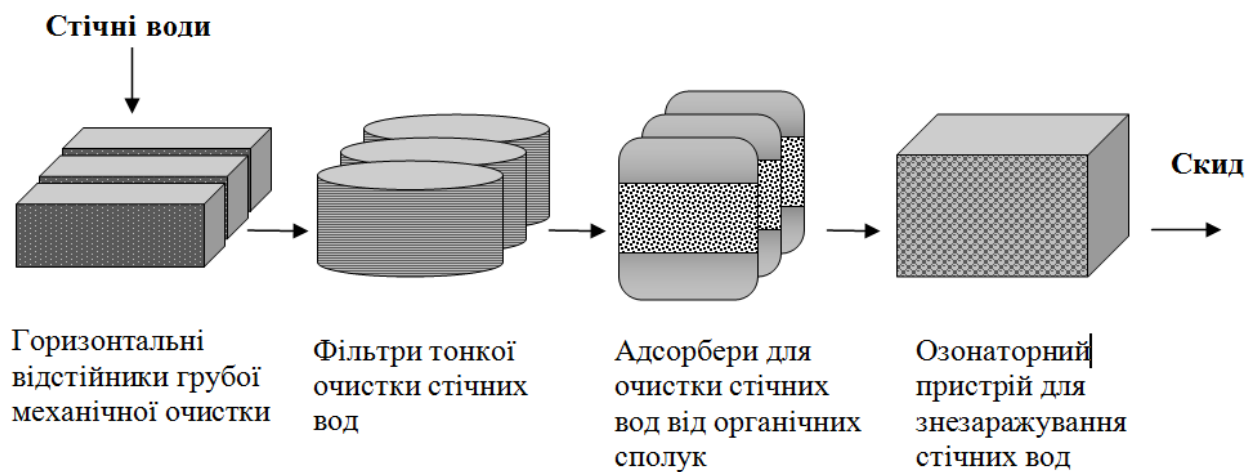 Стічні води
Скид
Горизонтальні
відстійники грубої
механічної очистки
Фільтри тонкої
очистки стічних
вод
Адсорбери для
очистки стічних
вод від органічних
сполук
Озонаторний
пристрій для
знезаражування
стічних вод